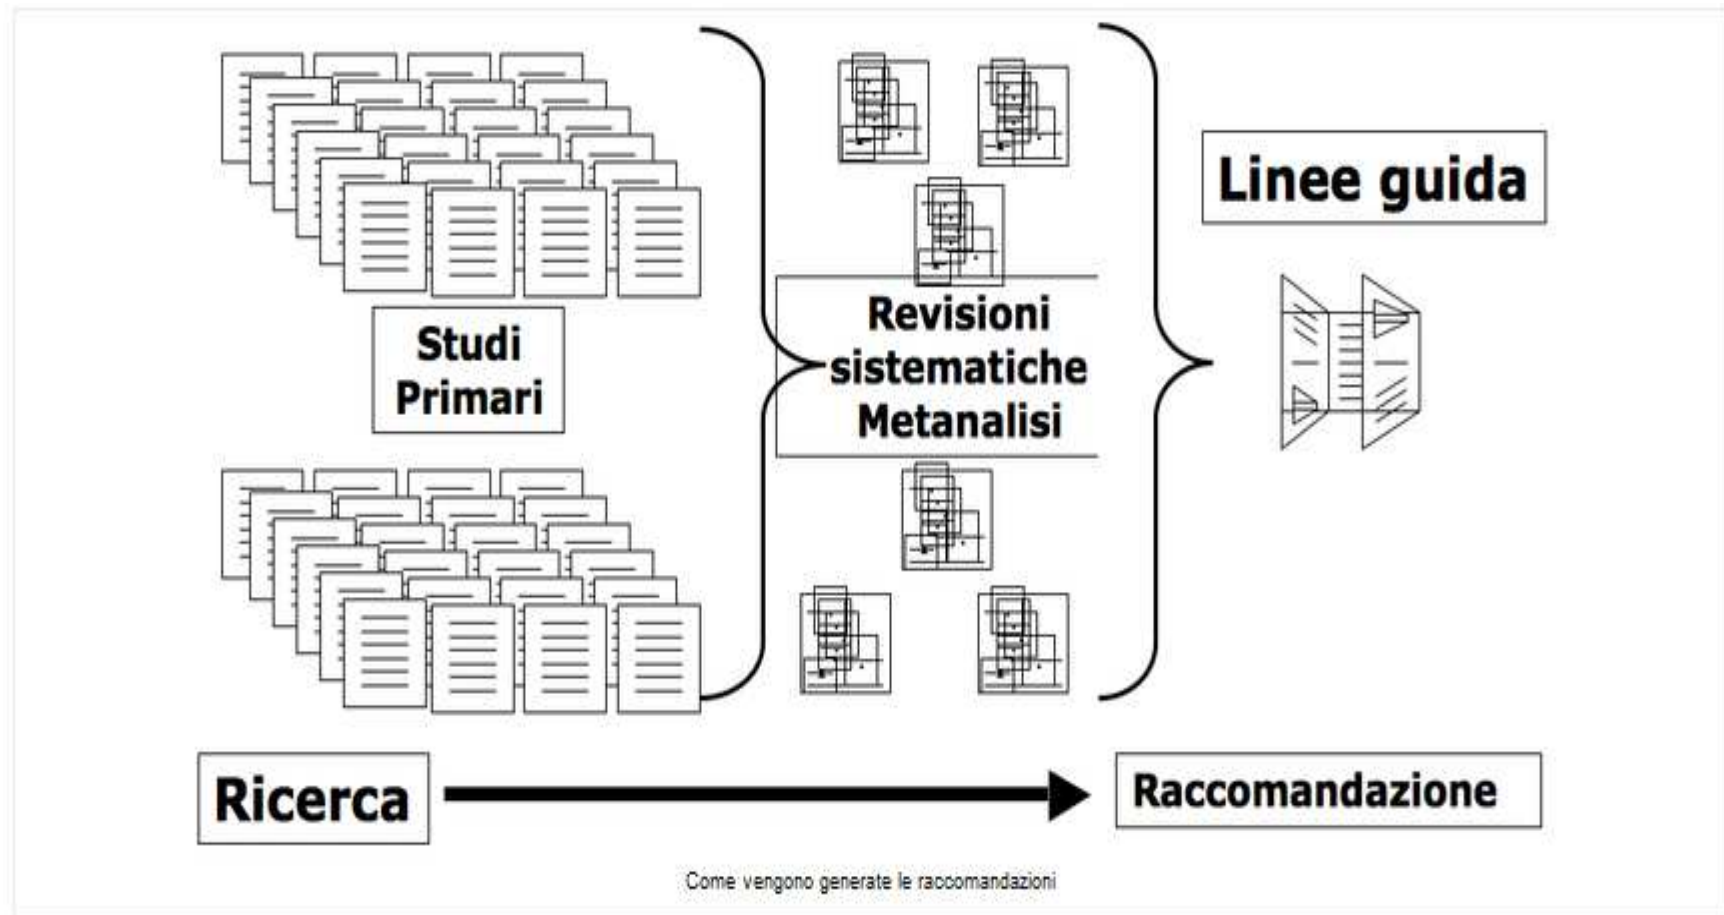 Studi
Primari
Revisioni
sistematiche
Metanalisi
Linee guida
Ricerca
Raccomandazione
Come vengono generate le raccomandazioni